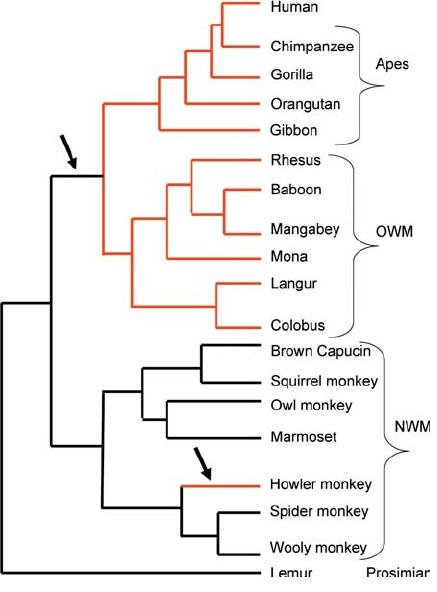 Human
Chimpanzee
Apes
Gorilla
Orangutan
Gibbon
Rhesus
Baboon
Mangabey
OWM
Mona
Langur
Colobus
Brown Capucin
Squirrel monkey
Owl monkey
NWM
Marmoset
Howler monkey
Spider monkey
Wooly monkey
Lemur
Prosimian